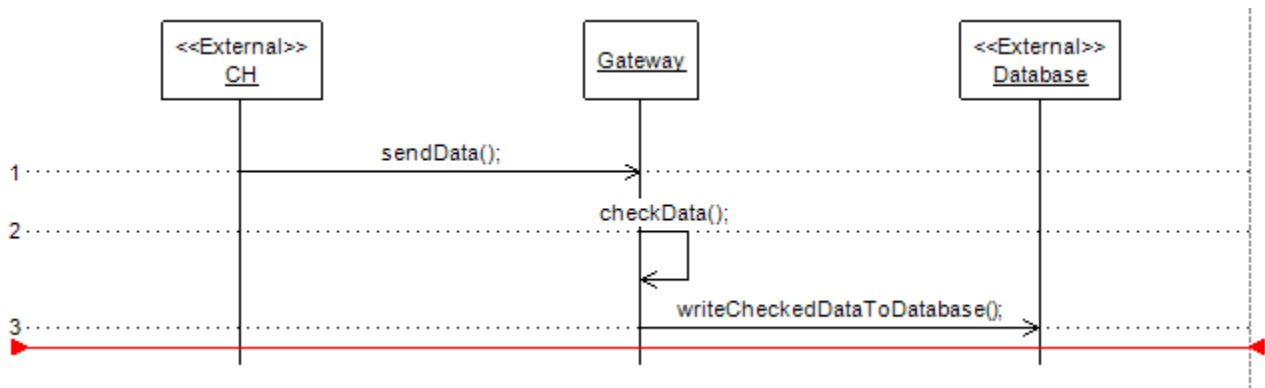 <<External>>
CH
Gateway
<<External>>
Database
sendData();
1
checkData();
2
writeCheckedDataToDatabase();
3